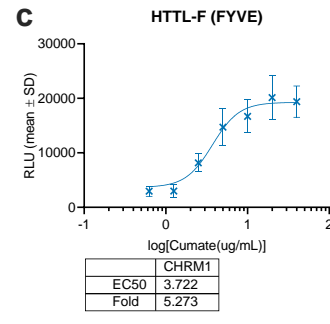 C
HTTL-F (FYVE)
RLU (mean ± SD)
30000
20000
10000
0
-1 0 1 2
log[Cumate(ug/mL)]
CHRM1
EC50 3.722
Fold 5.273